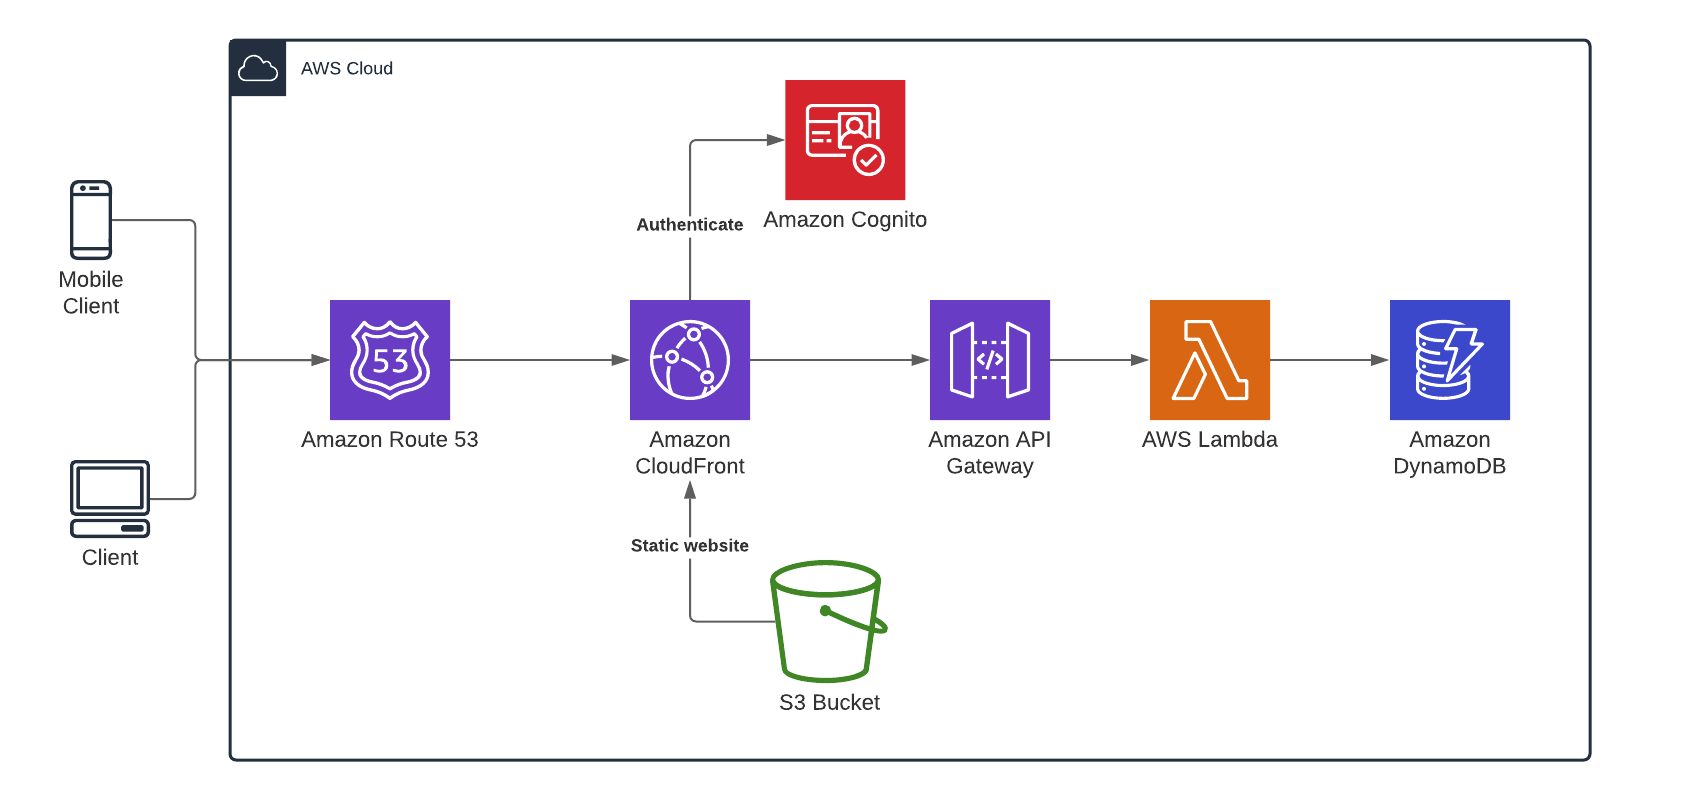 AWS Cloud
Amazon Cognito
Authenticate
Mobile
Client
53
Amazon Route 53
Amazon
CloudFront
</>
Amazon API
Gateway
AWS Lambda
Amazon
DynamoDB
Static website
Client
S3 Bucket